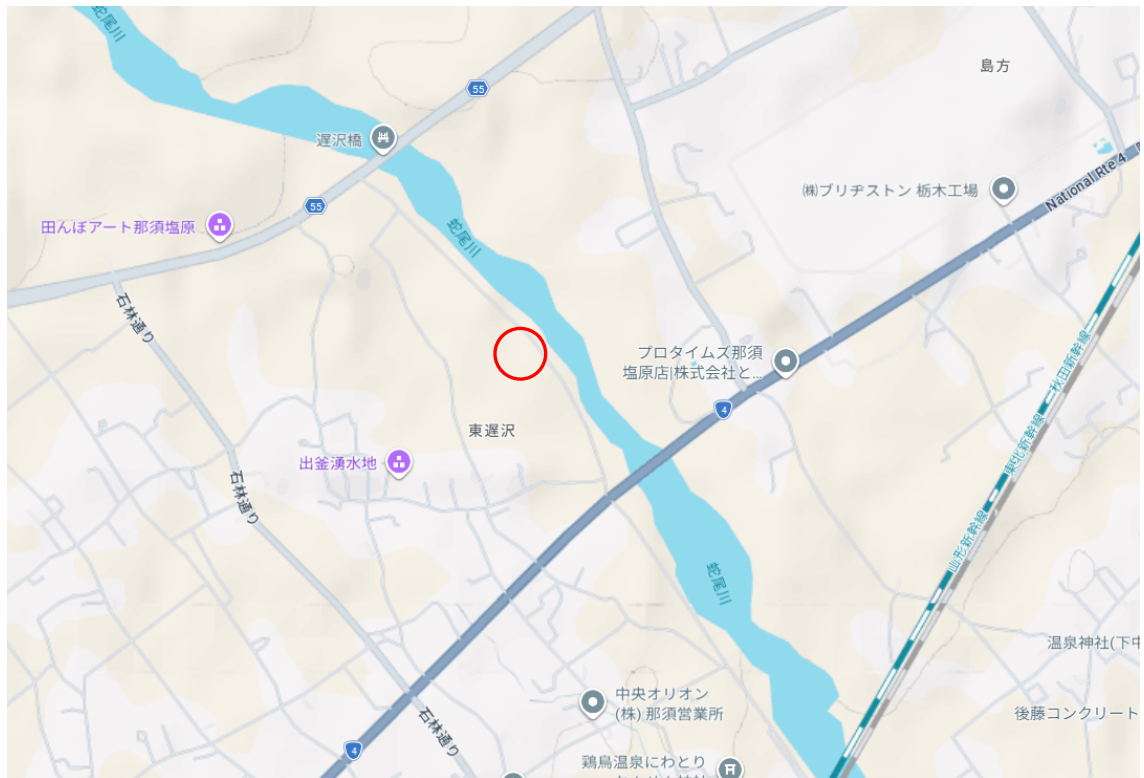 蛇尾川
55
島方
遅沢橋
National Rte 4
㈱ブリヂストン 栃木工場
55
田んぼアート那須塩原
蛇尾川
石林通り
プロタイムズ那須
塩原店|株式会社と...
秋田新幹線
4
東北新幹線
東遅沢
出釜湧水地
石林通り
山形新幹線
蛇尾川
温泉神社(下中
中央オリオン
(株) 那須営業所
後藤コンクリート
石林通り
4
鶏鳥温泉にわとり